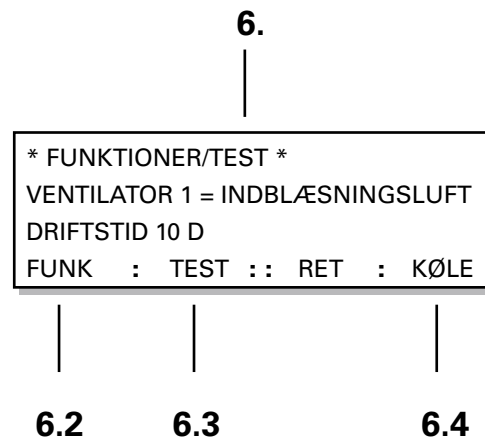 6.
* FUNKTIONER/TEST *
VENTILATOR 1 = INDBLÆSNINGSLUFT
DRIFTSTID 10 D
FUNK : TEST : : RET : KØLE
6.2 6.3 6.4